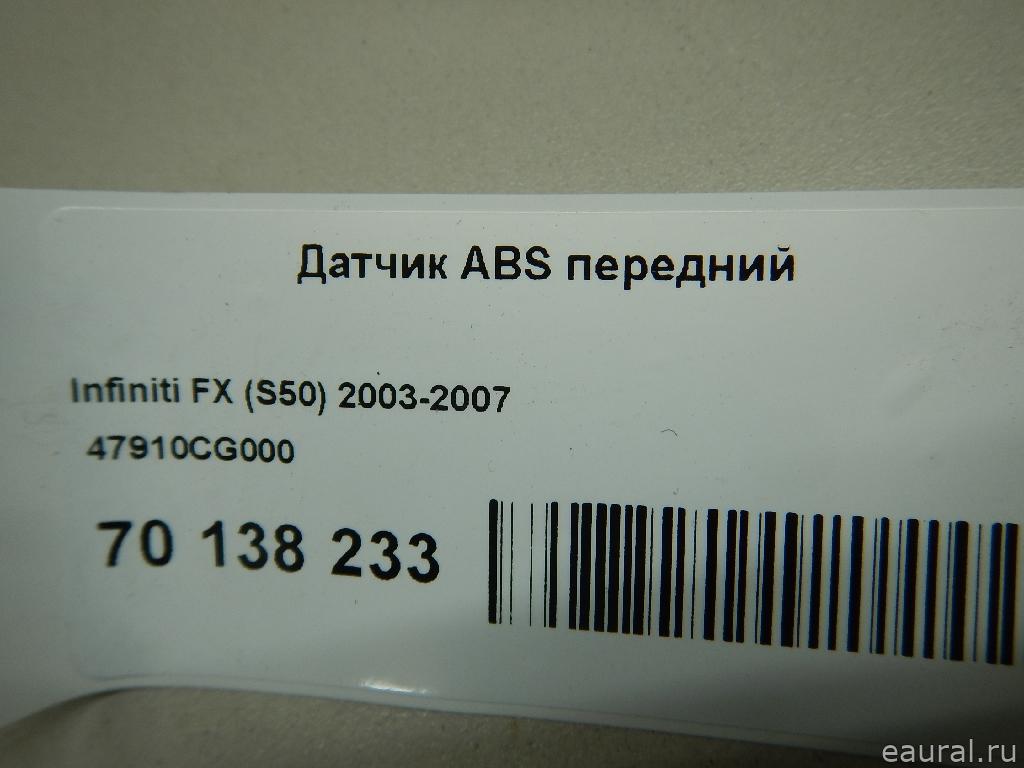 Датчик ABS передний
Infiniti FX (S50) 2003-2007
47910CG000
70 138 233
eaural.ru